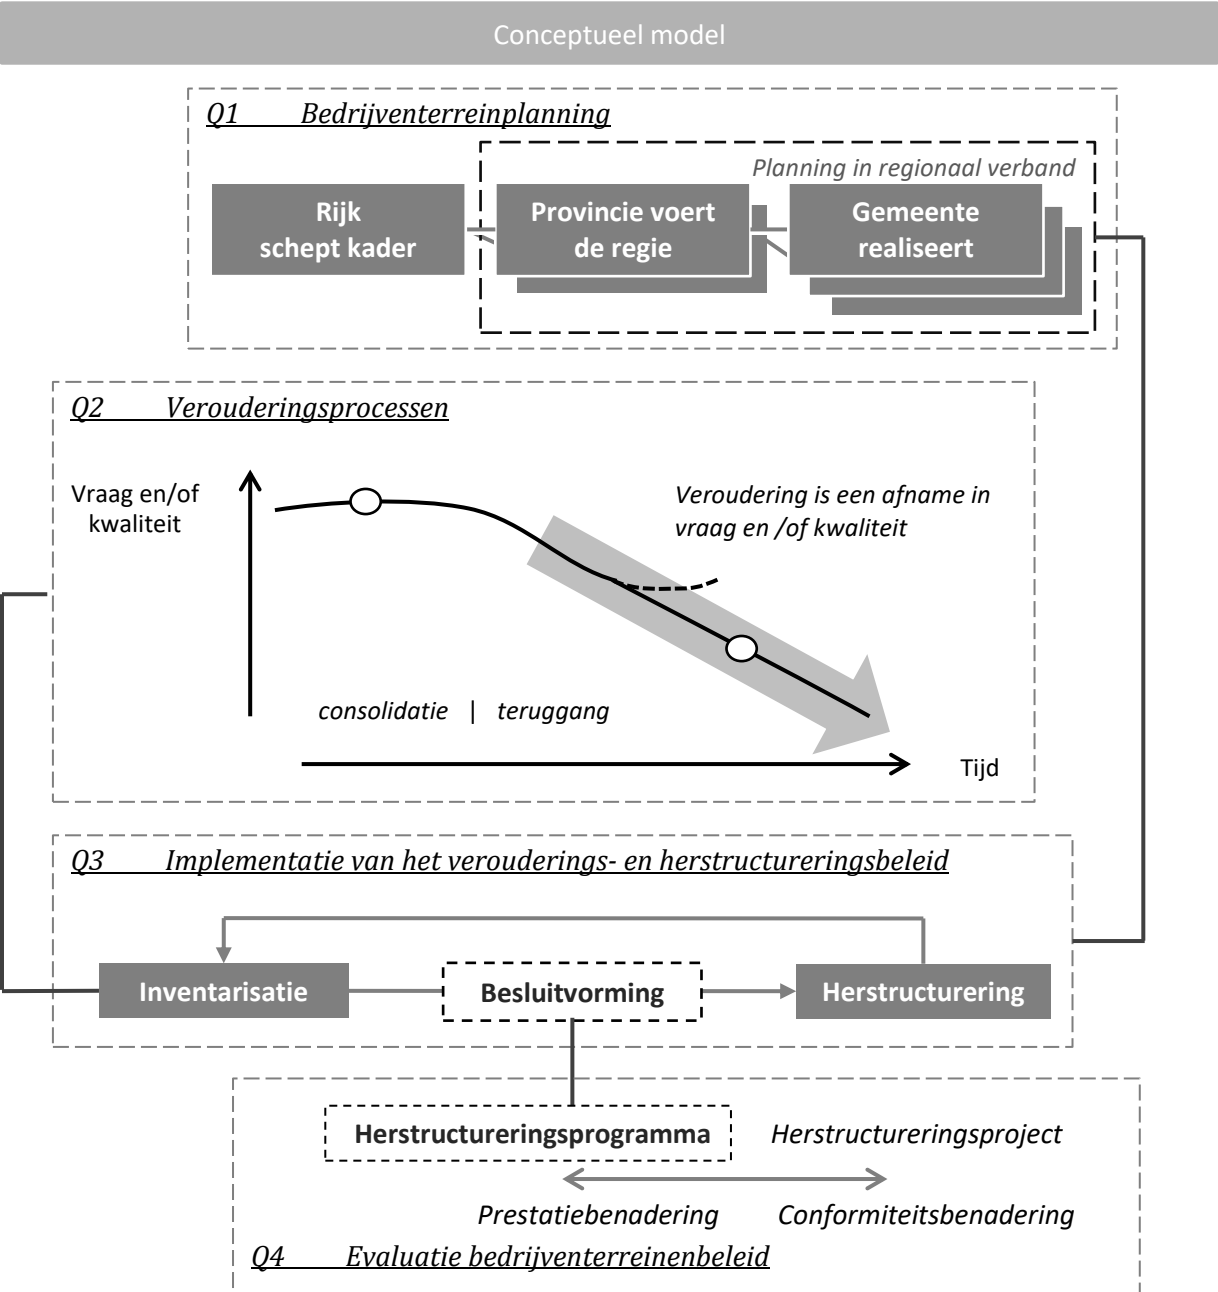 Conceptueel model
Q1 Bedrijventerreinplanning
Planning in regionaal verband
Rijk
schept kader
Provincie voert
de regie
Gemeente
realiseert
Q2 Verouderingsprocessen
Vraag en/of
kwaliteit
Veroudering is een afname in
vraag en /of kwaliteit
consolidatie | teruggang
Tijd
Q3 Implementatie van het verouderings- en herstructureringsbeleid
Inventarisatie
Besluitvorming
Herstructurering
Herstructureringsprogramma
Herstructureringsproject
Prestatiebenadering
Conformiteitsbenadering
Q4 Evaluatie bedrijventerreinenbeleid